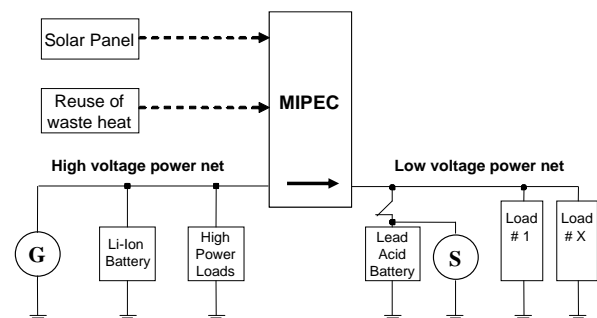 Solar Panel
Reuse of
waste heat
MIPEC
High voltage power net
Low voltage power net
G
Li-Ion
Battery
High
Power
Loads
Lead
Acid
Battery
S
Load
# 1
Load
# X